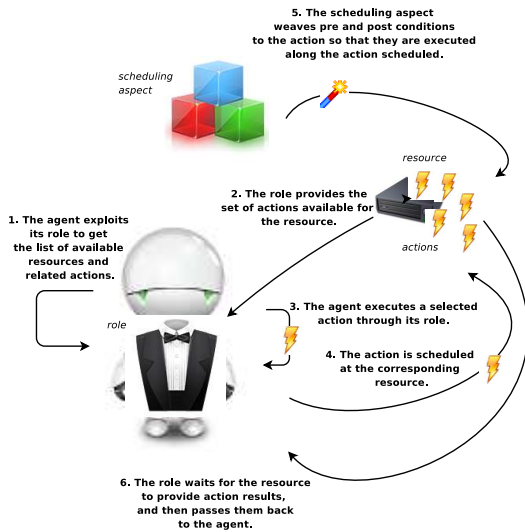 5. The scheduling aspect
weaves pre and post conditions
to the action so that they are executed
along the action scheduled.
scheduling
aspect
resource
2. The role provides the
set of actions available for
the resource.
actions
1. The agent exploits
its role to get
the list of available
resources and
related actions.
role
3. The agent executes a selected
action through its role.
4. The action is scheduled
at the corresponding
resource.
6. The role waits for the resource
to provide action results,
and then passes them back
to the agent.